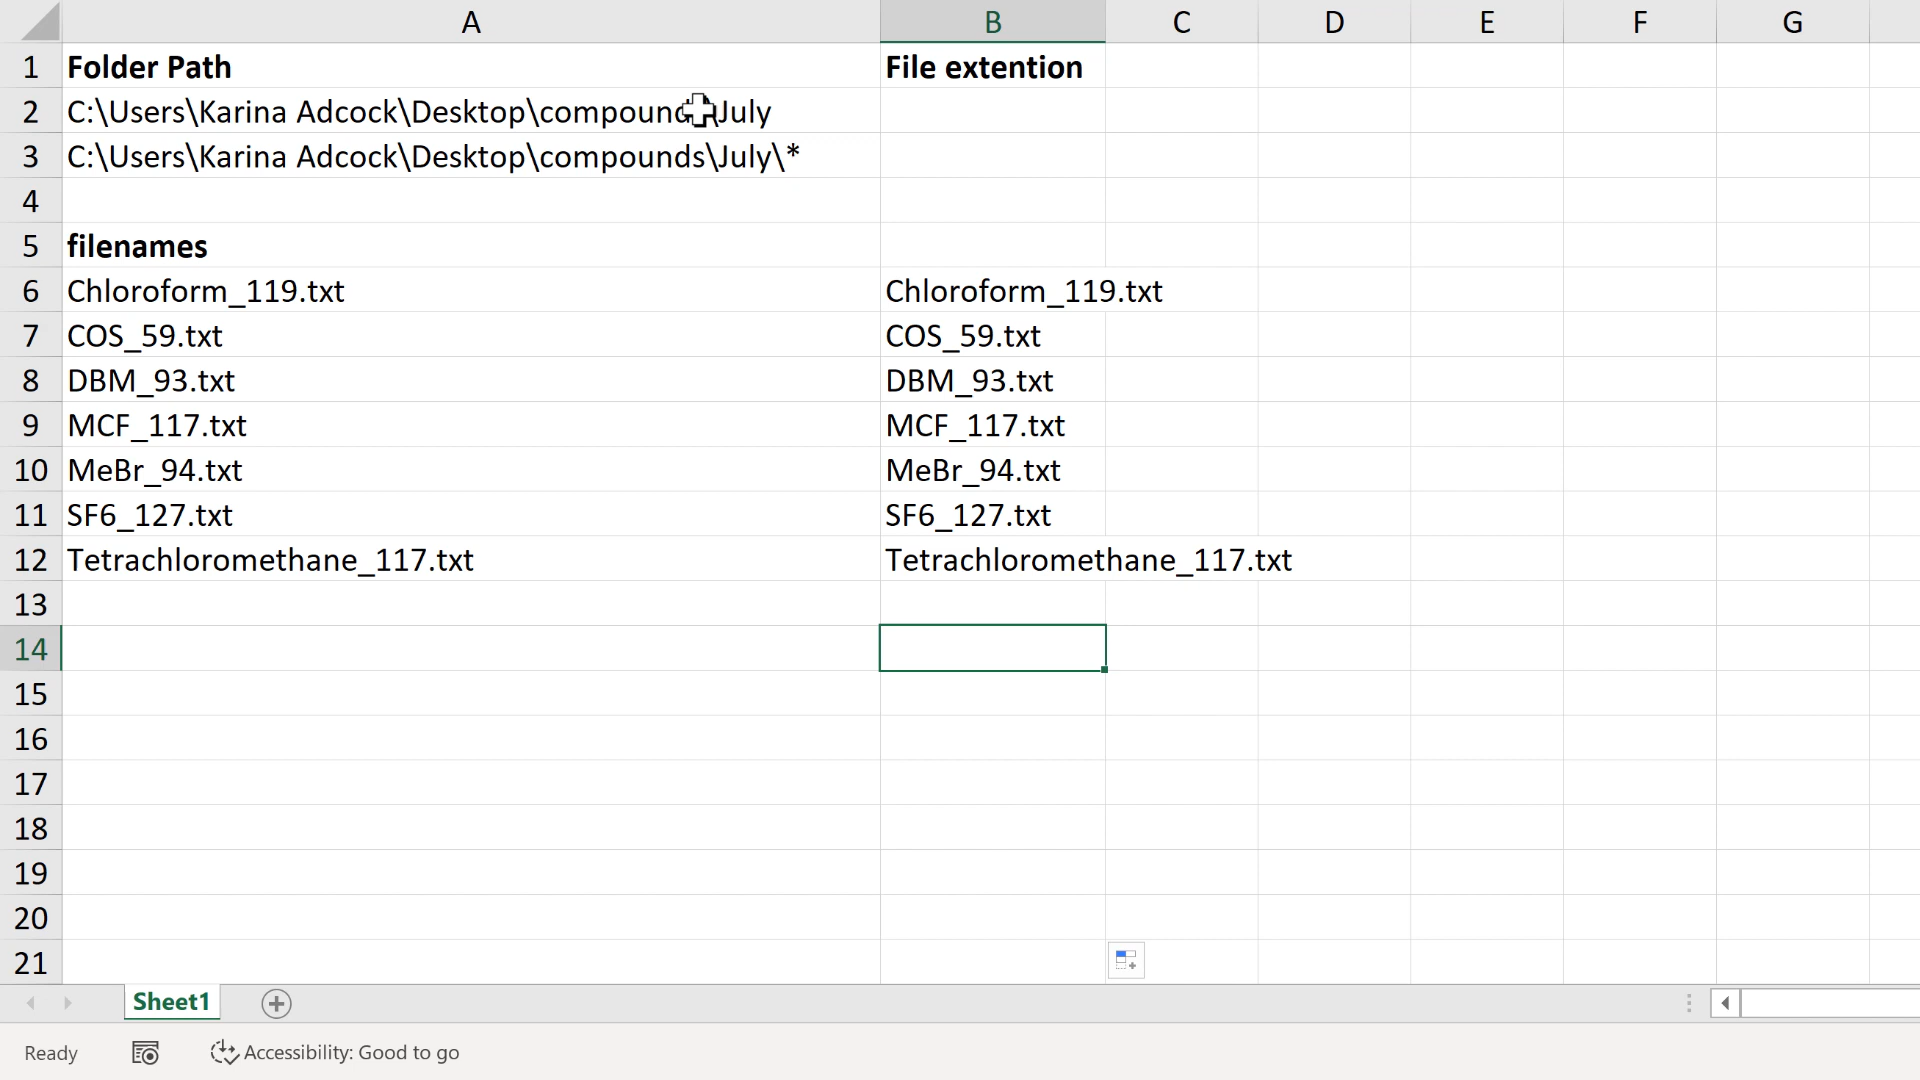 A B C D E F G
1 Folder Path File extention
2 C:\Users\Karina Adcock\Desktop\compounds\July
3 C:\Users\Karina Adcock\Desktop\compounds\July\*
4
5 filenames
6 Chloroform_119.txt Chloroform_119.txt
7 COS_59.txt COS_59.txt
8 DBM_93.txt DBM_93.txt
9 MCF_117.txt MCF_117.txt
10 MeBr_94.txt MeBr_94.txt
11 SF6_127.txt SF6_127.txt
12 Tetrachloromethane_117.txt Tetrachloromethane_117.txt
13
14
15
16
17
18
19
20
21
Sheet1
Ready Accessibility: Good to go